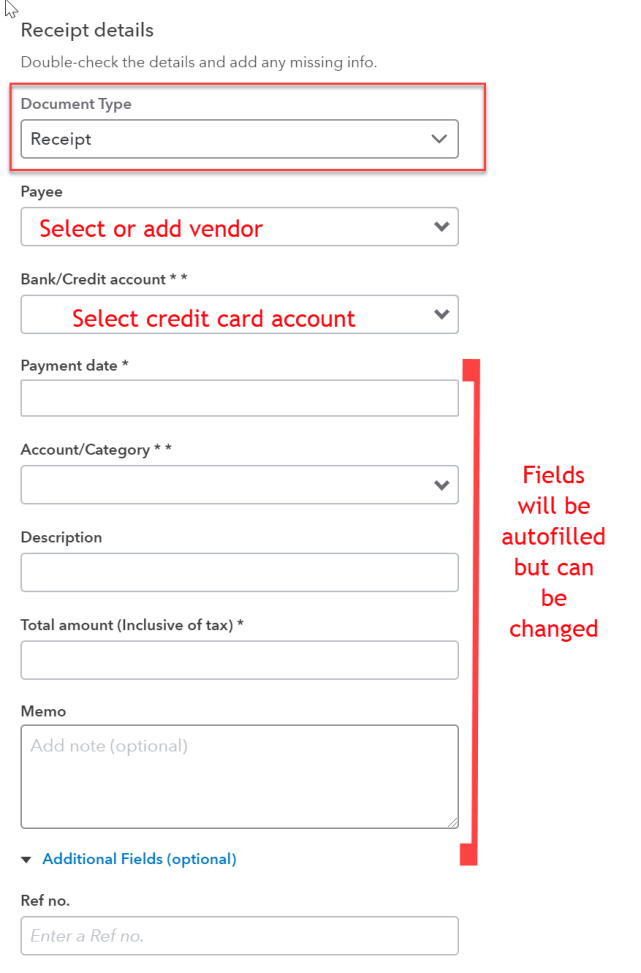 Receipt details
Double-check the details and add any missing info.
Document Type
Receipt
Payee
Select or add vendor
Bank/Credit account * *
Select credit card account
Payment date *
Account/Category * *
Description
Total amount (Inclusive of tax) *
Memo
Add note (optional)
Additional Fields (optional)
Ref no.
Enter a Ref no.
Fields
will be
autofilled
but can
be
changed